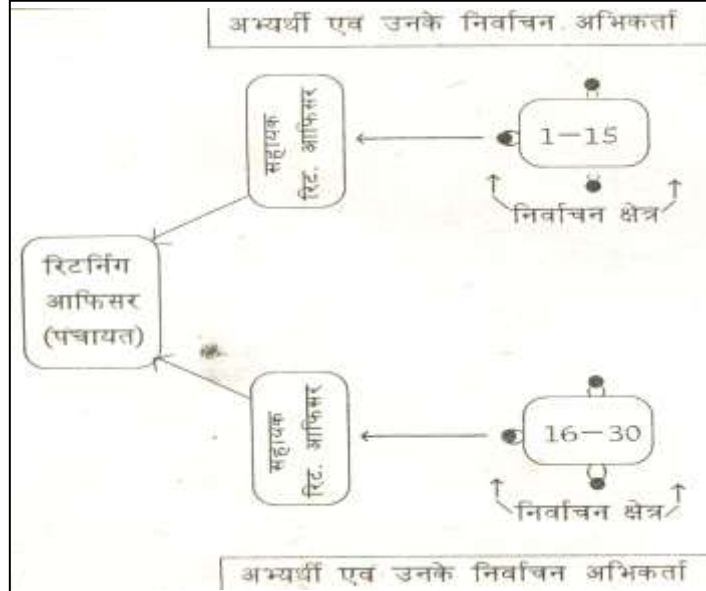 अभ्यर्थी एव उनके निर्वाचन अभिकर्ता
सहायक
रिट. आफिसर
1-15
निर्वाचन क्षेत्र
रिटर्निग
आफिसर
(पंचायत)
सहायक
रिट. आफिसर
16-30
निर्वाचन क्षेत्र
अभ्यर्थी एवं उनके निर्वाचन अभिकर्ता